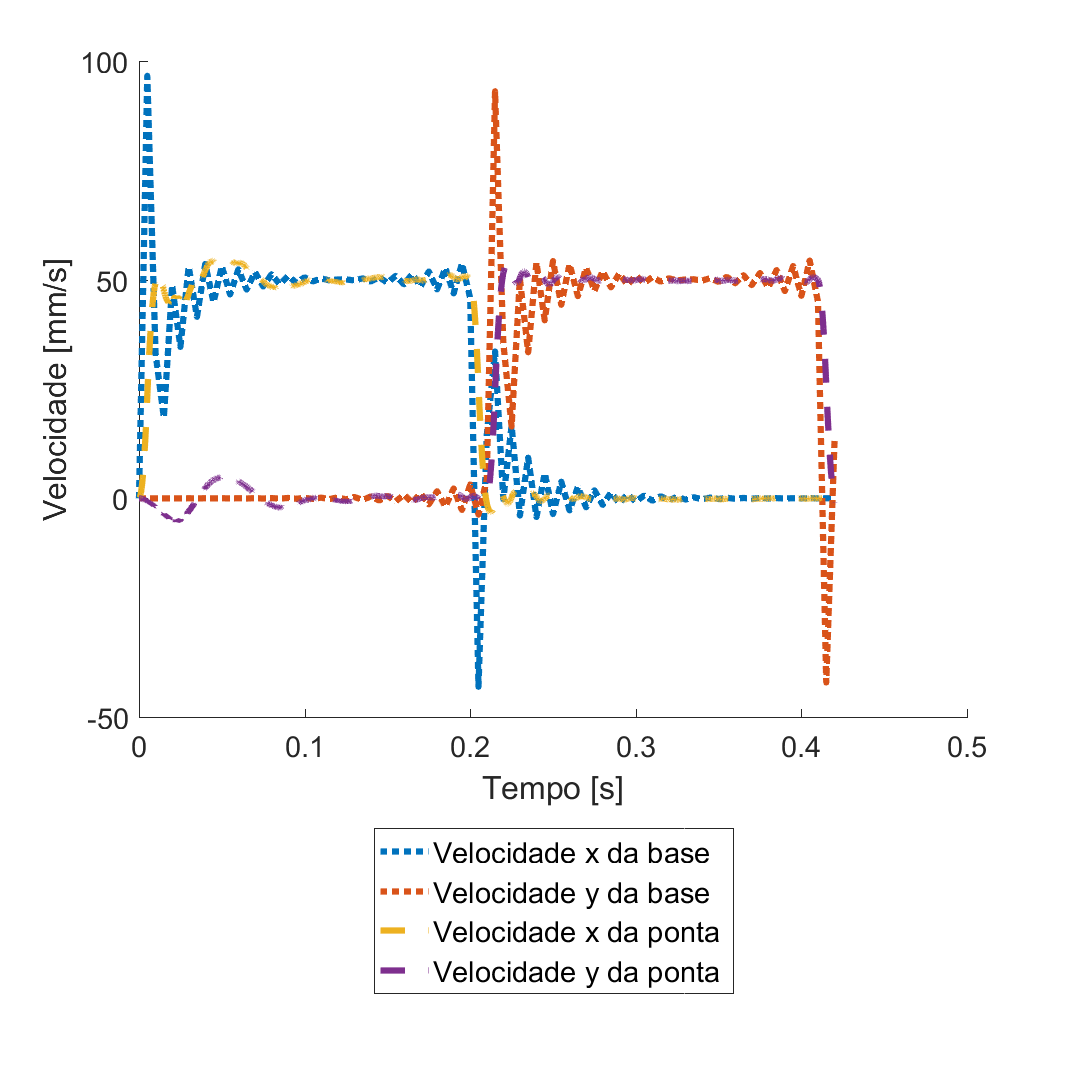 100
50
0
-50
Velocidade [mm/s]
0 0.1 0.2 0.3 0.4 0.5
Tempo [s]
Velocidade x da base
Velocidade y da base
Velocidade x da ponta
Velocidade y da ponta